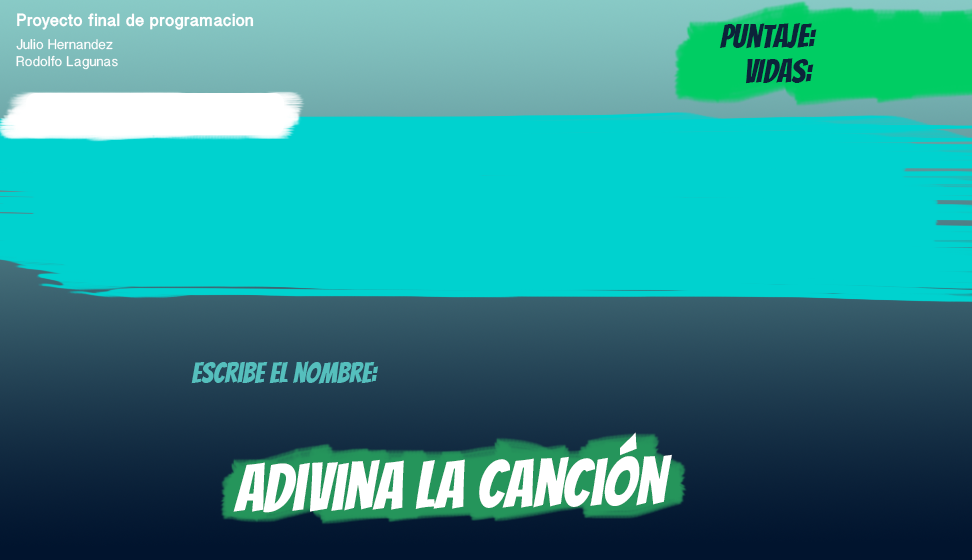 Proyecto final de programacion
Julio Hernandez
Rodolfo Lagunas
PUNTAJE:
VIDAS:
ESCRIBE EL NOMBRE:
ADIVINA LA CANCIÓN